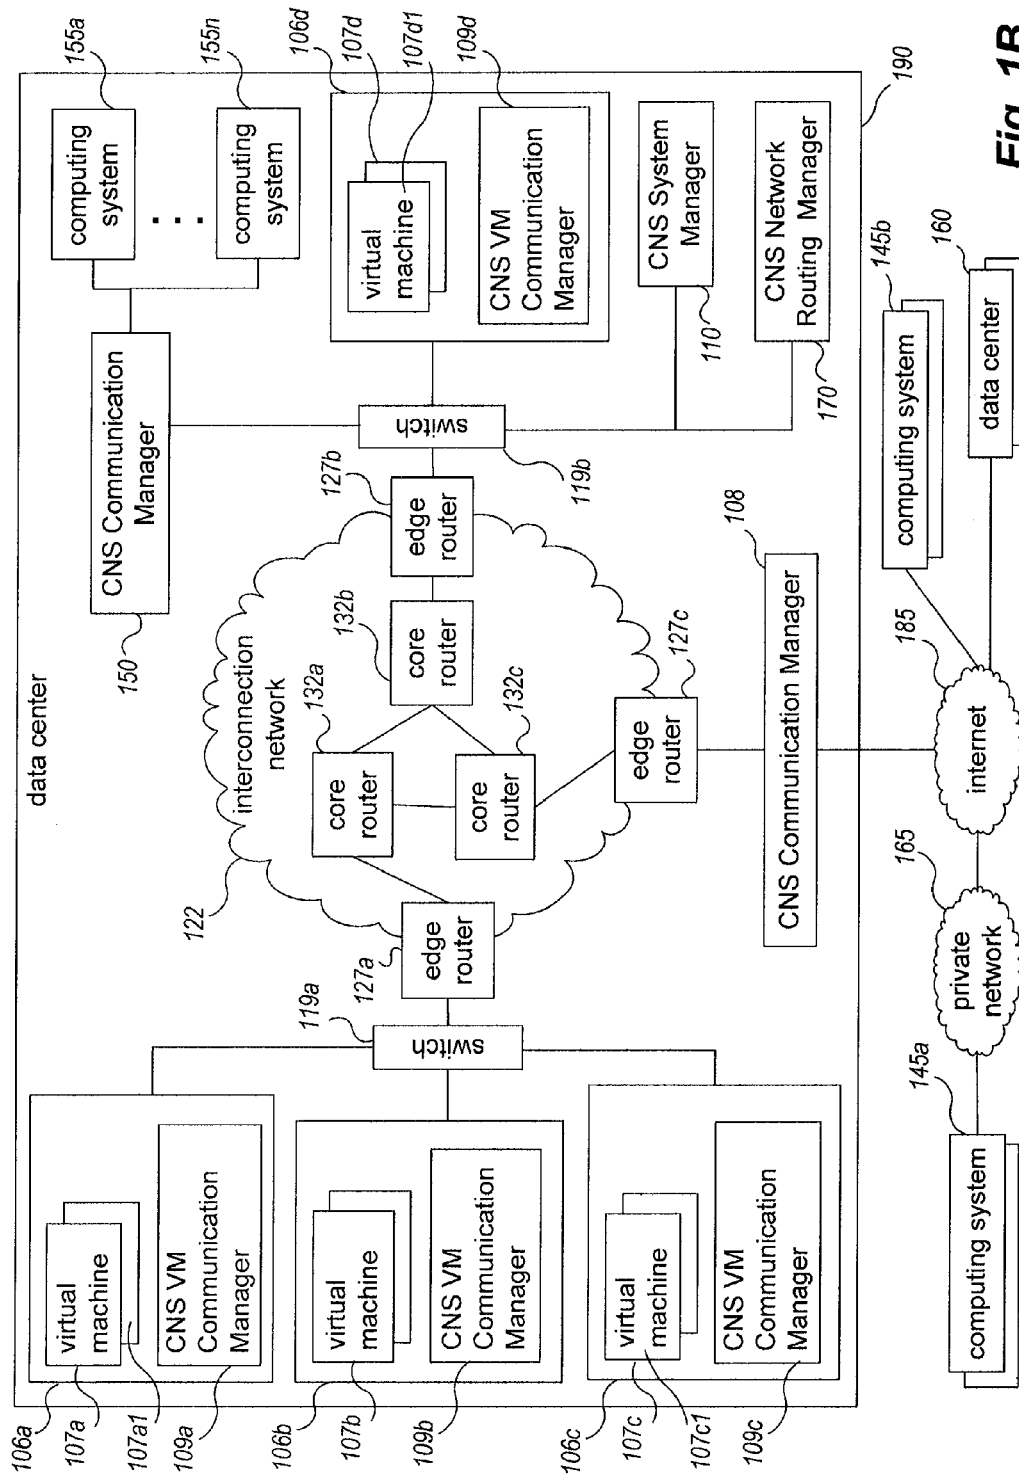 data center
106a
107a
107a1
109a
virtual
machine
CNS VM
Communication
Manager
106b
107b
109b
virtual
machine
CNS VM
Communication
Manager
106c
107c
107c1
109c
virtual
machine
CNS VM
Communication
Manager
119a
switch
127a
edge
router
122
interconnection
network
132a
core
router
132b
core
router
132c
core
router
127b
edge
router
127c
edge
router
119b
switch
150
CNS Communication
Manager
155a
computing
system
. . .
155n
computing
system
106d
107d
107d1
109d
virtual
machine
CNS VM
Communication
Manager
110
CNS System
Manager
170
CNS Network
Routing Manager
108
CNS Communication Manager
190
145a
computing system
165
private
network
185
internet
145b
computing system
160
data center
Fig. 1B